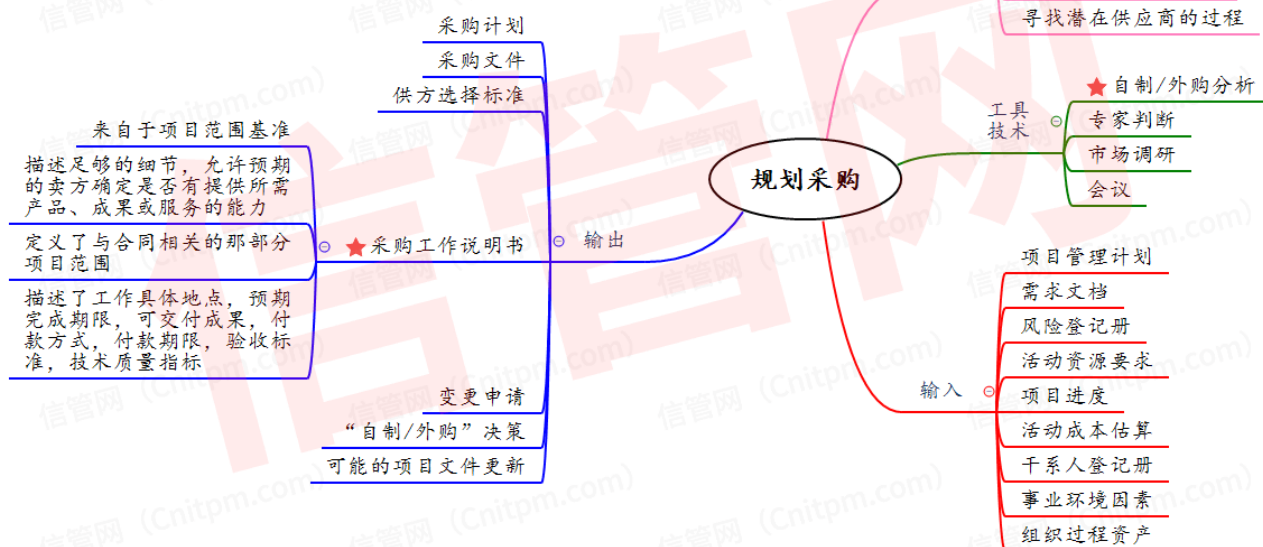 寻找潜在供应商的过程
规划采购
工具
技术
★自制/外购分析
专家判断
市场调研
会议
输入
项目管理计划
需求文档
风险登记册
活动资源要求
项目进度
活动成本估算
干系人登记册
事业环境因素
组织过程资产
输出
采购计划
采购文件
供方选择标准
★采购工作说明书
来自于项目范围基准
描述足够的细节，允许预期
的卖方确定是否有提供所需
产品、成果或服务的能力
定义了与合同相关的那部分
项目范围
描述了工作具体地点，预期
完成期限，可交付成果，付
款方式，付款期限，验收标
准，技术质量指标
变更申请
“自制/外购”决策
可能的项目文件更新
信管网
信管网（Cnitpm.com）